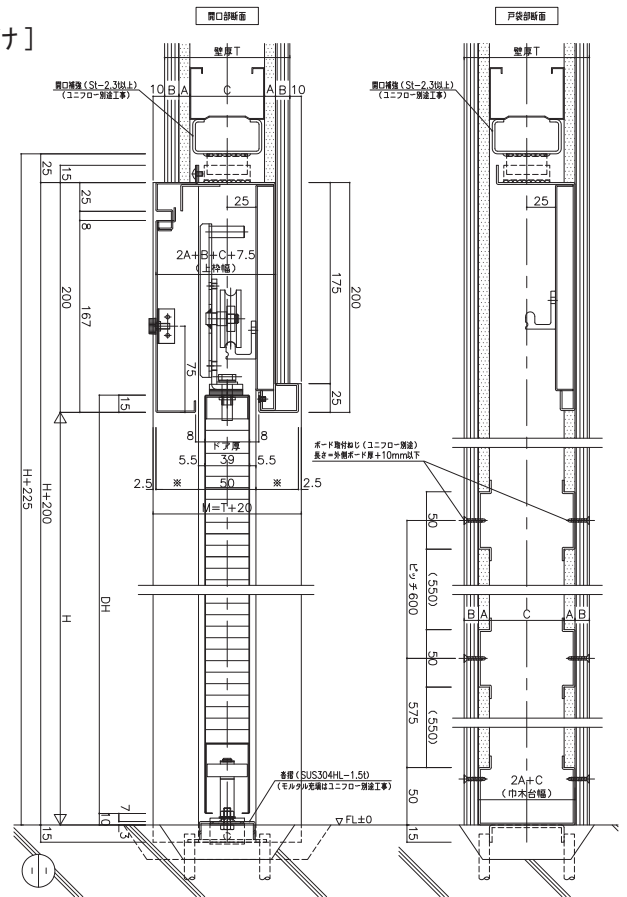 ナ]
開口部断面
戸袋部断面
壁厚T
壁厚T
開口補強(St-2.3t以上)
(ユニフロー別途工事)
開口補強(St-2.3t以上)
(ユニフロー別途工事)
10 B A C A B 10
25
15
25
8
200
167
15
25
2A+B+C+7.5
(上枠幅)
175
200
25
75
25
8 8
ドア厚
5.5 39 5.5
2.5 ※ 50 ※ 2.5
M=T+20
ボード取付ねじ(ユニフロー別途)
長さ=外側ボード厚+10mm以下
H+225
H+200
H
DH
50
(550)
ピッチ600
50
(550)
575
50
15
B A C A B
2A+C
(巾木台幅)
沓摺(SUS304HL-1.5t)
(モルタル充填はユニフロー別途工事)
▽FL±0
7
10
3
15
C